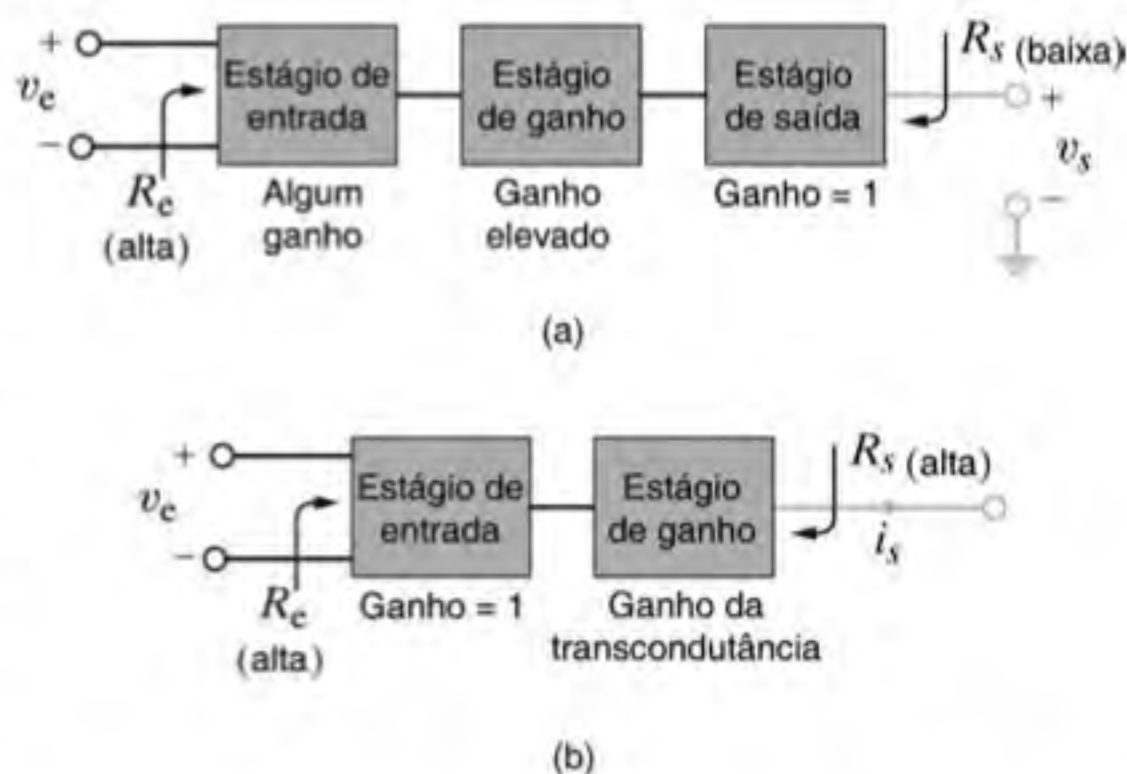 +
v_e
−
R_e
(alta)
Estágio de
entrada
Algum
ganho
Estágio
de ganho
Ganho
elevado
Estágio
de saída
Ganho = 1
R_s (baixa)
+
v_s
−
(a)
+
v_e
−
R_e
(alta)
Estágio de
entrada
Ganho = 1
Estágio
de ganho
Ganho da
transcondutância
R_s (alta)
i_s
(b)